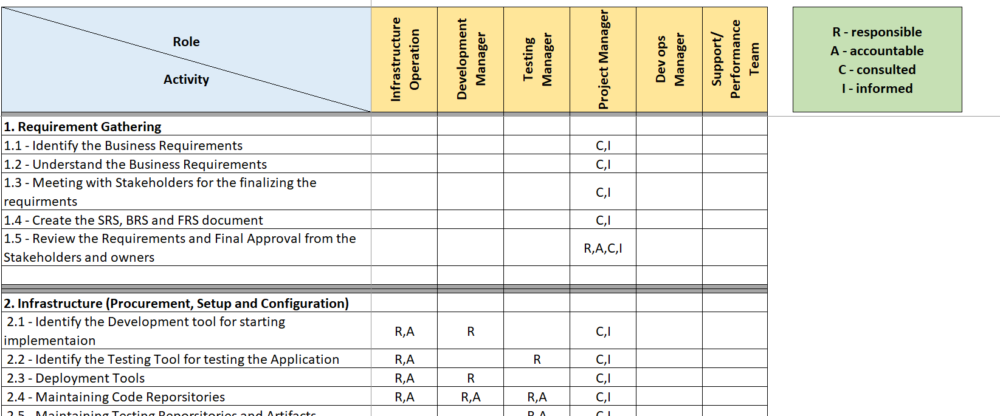 Role
Activity
Infrastructure
Operation
Development
Manager
Testing
Manager
Project Manager
Dev ops
Manager
Support/
Performance
Team
R - responsible
A - accountable
C - consulted
I - informed
1. Requirement Gathering
1.1 - Identify the Business Requirements C,I
1.2 - Understand the Business Requirements C,I
1.3 - Meeting with Stakeholders for the finalizing the
requirments C,I
1.4 - Create the SRS, BRS and FRS document C,I
1.5 - Review the Requirements and Final Approval from the
Stakeholders and owners R,A,C,I
2. Infrastructure (Procurement, Setup and Configuration)
2.1 - Identify the Development tool for starting
implementaion R,A R C,I
2.2 - Identify the Testing Tool for testing the Application R,A R C,I
2.3 - Deployment Tools R,A R C,I
2.4 - Maintaining Code Reporsitories R,A R,A R,A C,I
2.5 - Maintaining Testing Reporsitories and Artifacts R,A C,I